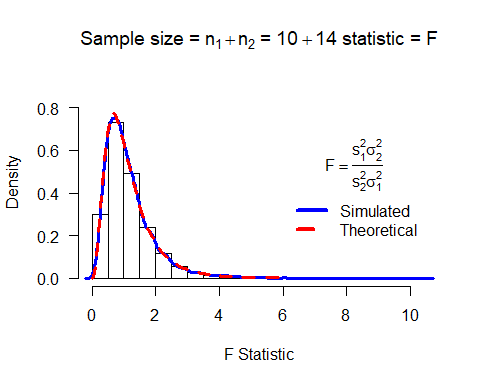 Sample size = n₁+n₂ = 10+14 statistic = F
Density
0.8
0.6
0.4
0.2
0.0
F = s₁²σ₂² / s₂²σ₁²
Simulated
Theoretical
0 2 4 6 8 10
F Statistic